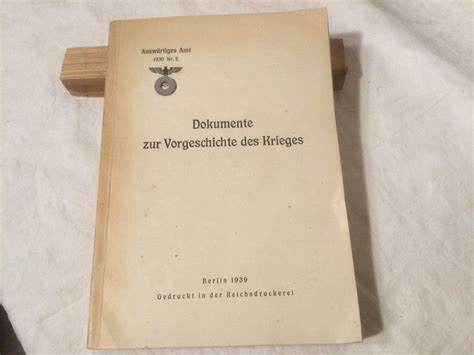 Auswärtiges Amt
1939 Nr. 2
Dokumente
zur Vorgeschichte des Krieges
Berlin 1939
Gedruckt in der Reichsdruckerei